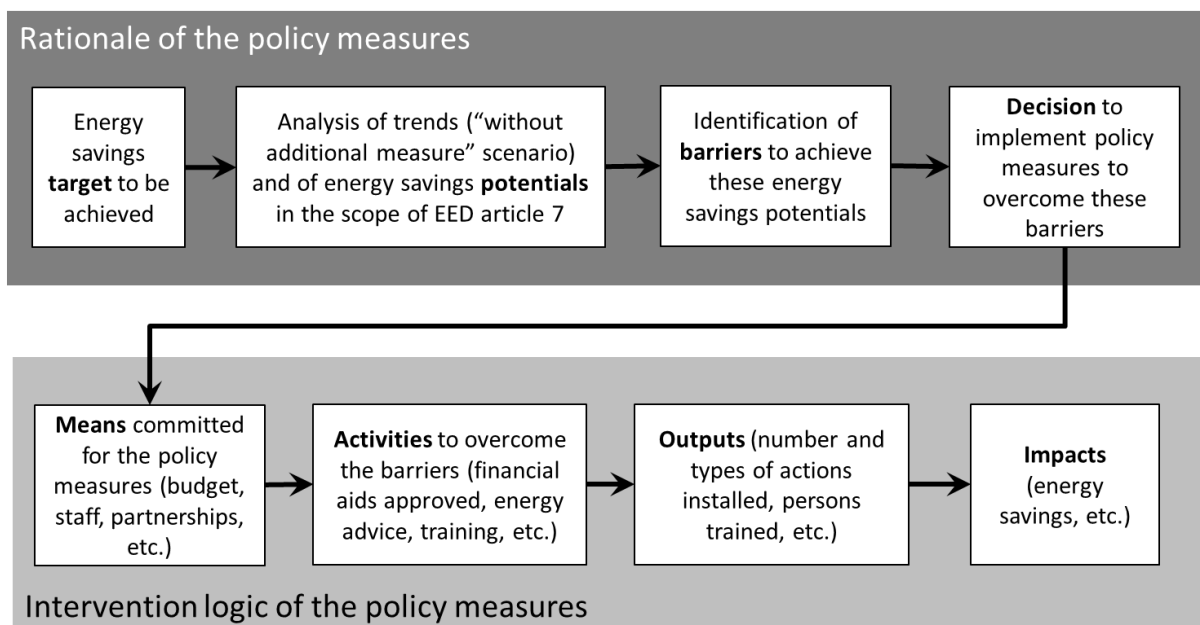 Rationale of the policy measures
Energy
savings
target to be
achieved
Analysis of trends (“without
additional measure” scenario)
and of energy savings potentials
in the scope of EED article 7
Identification of
barriers to achieve
these energy
savings potentials
Decision to
implement policy
measures to
overcome these
barriers
Means committed
for the policy
measures (budget,
staff, partnerships,
etc.)
Activities to overcome
the barriers (financial
aids approved, energy
advice, training, etc.)
Outputs (number and
types of actions
installed, persons
trained, etc.)
Impacts
(energy
savings, etc.)
Intervention logic of the policy measures